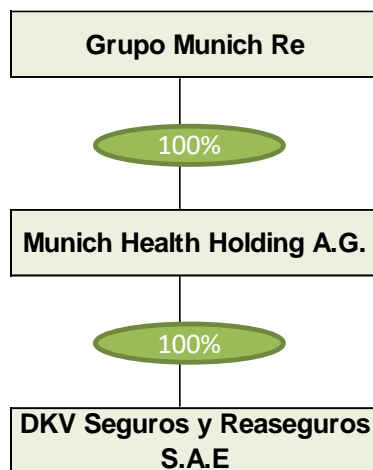 Grupo Munich Re
100%
Munich Health Holding A.G.
100%
DKV Seguros y Reaseguros
S.A.E